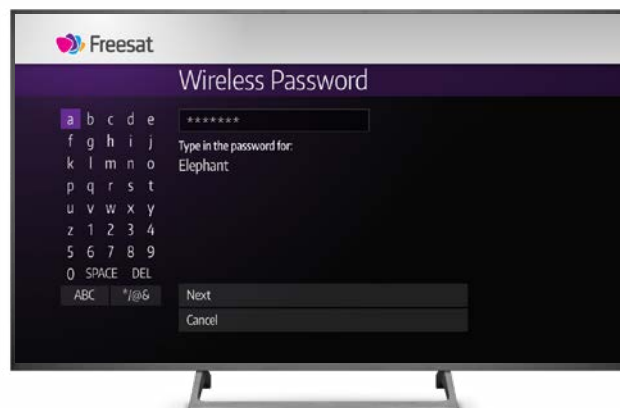 Freesat
Wireless Password
a b c d e
f g h i j
k l m n o
p q r s t
u v w x y
z 1 2 3 4
5 6 7 8 9
0 SPACE DEL
ABC */@&
*******
Type in the password for:
Elephant
Next
Cancel